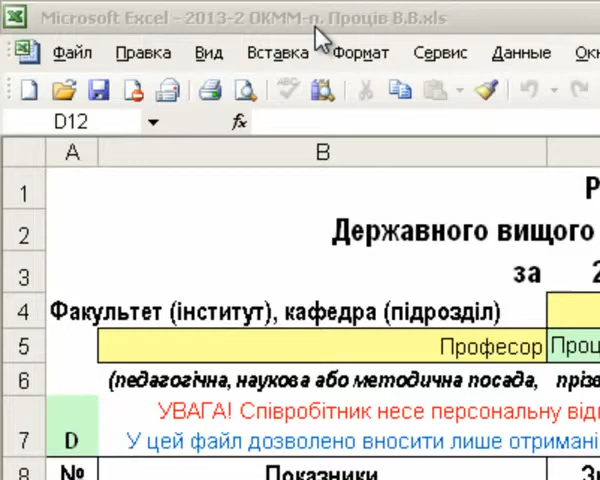 Microsoft Excel - 2013-2 ОКММ-п. Проців В.В.xls
Файл Правка Вид Вставка Формат Сервис Данные
D12 fx
A B
1
2 Державного вищого
3 за
4 Факультет (інститут), кафедра (підрозділ)
5 Професор
6 (педагогічна, наукова або методична посада,
УВАГА! Співробітник несе персональну
7 D У цей файл дозволено вносити лише отримані
8 № Показники